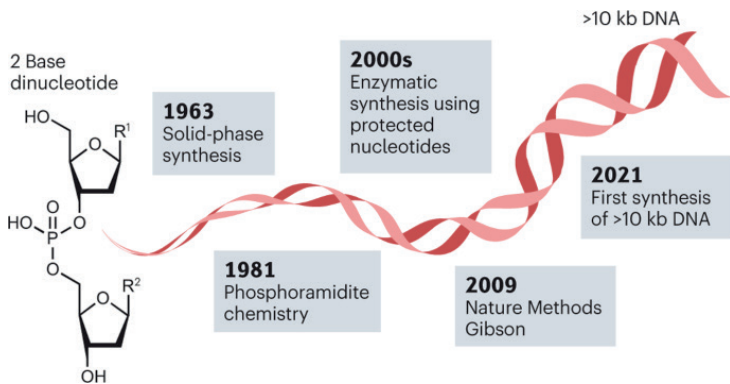 2 Base
dinucleotide
HO
R¹
O
O
O
HO
P
O
O
R²
OH
1963
Solid-phase
synthesis
1981
Phosphoramidite
chemistry
2000s
Enzymatic
synthesis using
protected
nucleotides
2009
Nature Methods
Gibson
2021
First synthesis
of >10 kb DNA
>10 kb DNA